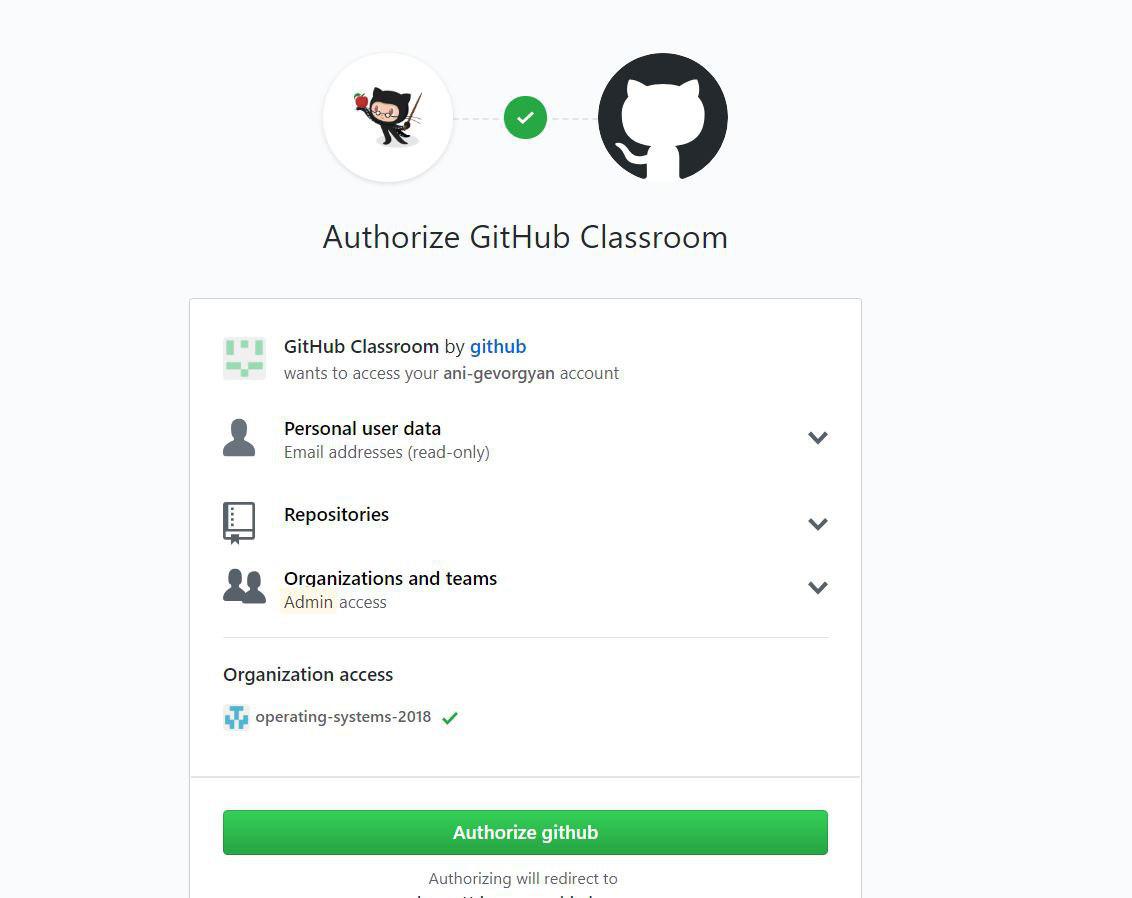 Authorize GitHub Classroom
GitHub Classroom by github
wants to access your ani-gevorgyan account
Personal user data
Email addresses (read-only)
Repositories
Organizations and teams
Admin access
Organization access
operating-systems-2018
Authorize github
Authorizing will redirect to